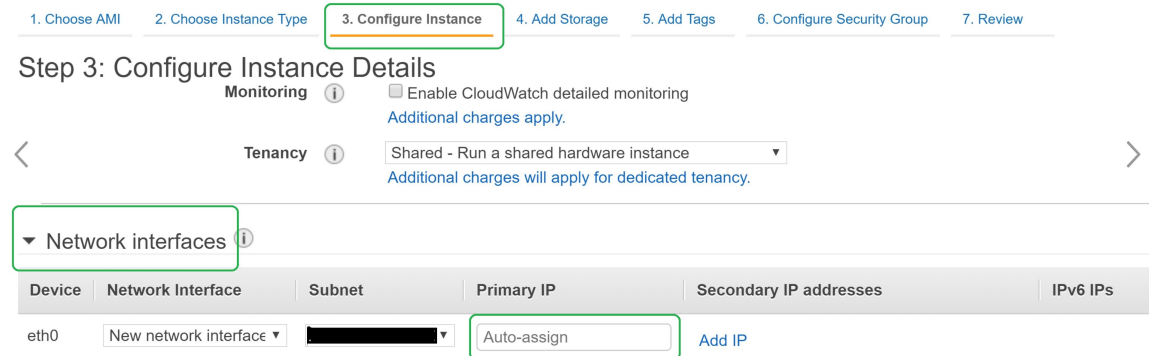 1. Choose AMI 2. Choose Instance Type 3. Configure Instance 4. Add Storage 5. Add Tags 6. Configure Security Group 7. Review
Step 3: Configure Instance Details
Monitoring i Enable CloudWatch detailed monitoring
Additional charges apply.
Tenancy i Shared - Run a shared hardware instance
Additional charges will apply for dedicated tenancy.
Network interfaces i
Device Network Interface Subnet Primary IP Secondary IP addresses IPv6 IPs
eth0 New network interface Auto-assign Add IP